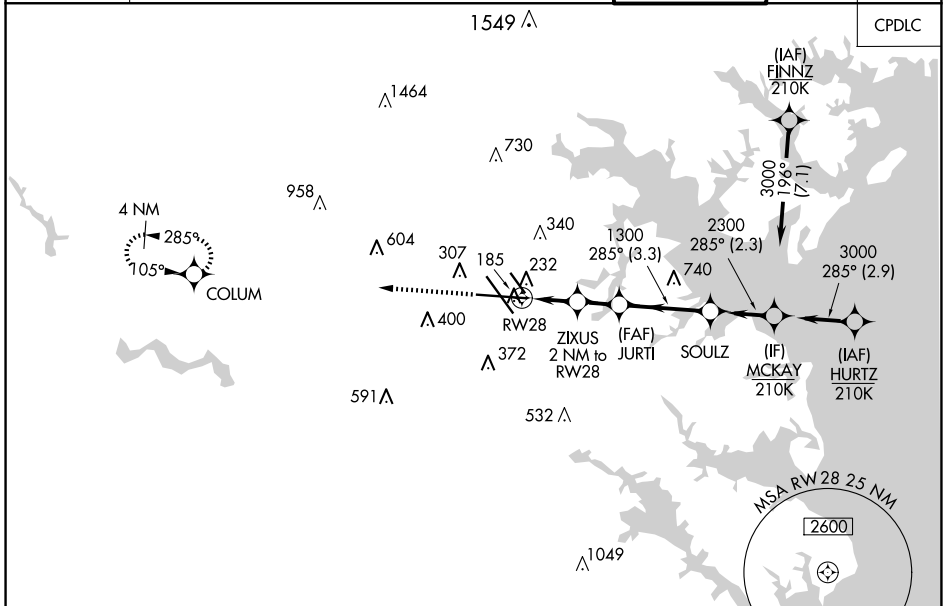 1549
CPDLC
(IAF)
FINNZ
210K
1464
730
3000
196°
(7.1)
958
4 NM
285°
105°
COLUM
604
307
185
340
232
1300
285° (3.3)
2300
285° (2.3)
740
3000
285° (2.9)
400
RW28
ZIXUS
2 NM to
RW28
(FAF)
JURTI
SOULZ
(IF)
MCKAY
210K
(IAF)
HURTZ
210K
372
591
532
MSA RW28 25 NM
2600
1049